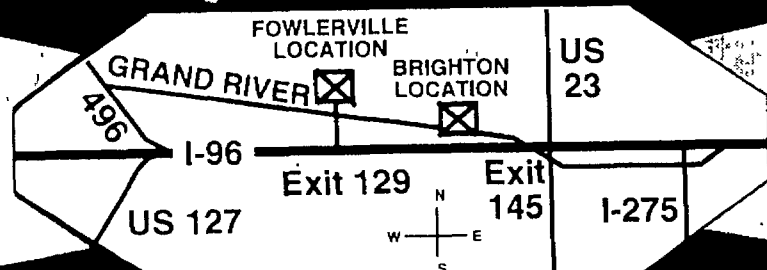 FOWLERVILLE
LOCATION
BRIGHTON
LOCATION
US
23
GRAND RIVER
496
I-96
Exit 129
Exit
145
I-275
US 127
N
W
E
S